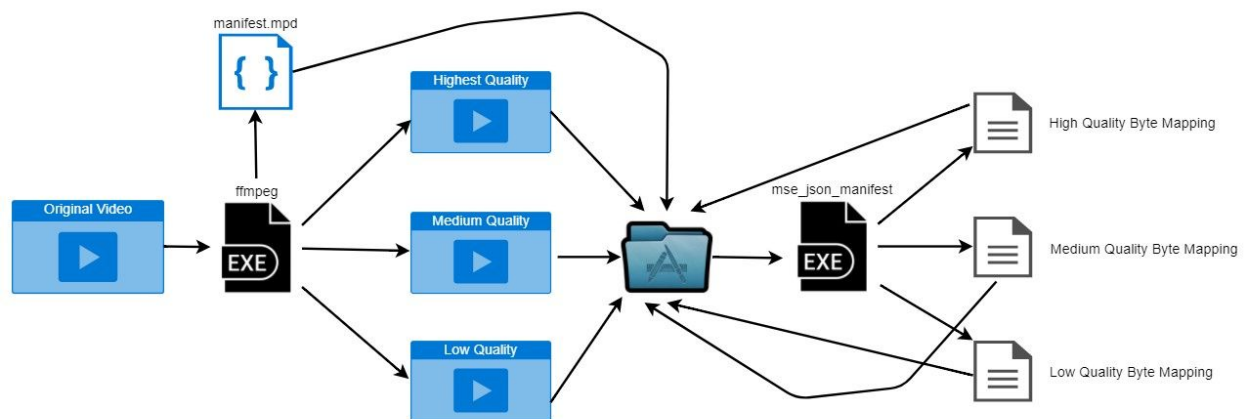 manifest.mpd
{ }
Highest Quality
High Quality Byte Mapping
ffmpeg
mse_json_manifest
Original Video
Medium Quality
EXE
EXE
Medium Quality Byte Mapping
Low Quality
Low Quality Byte Mapping